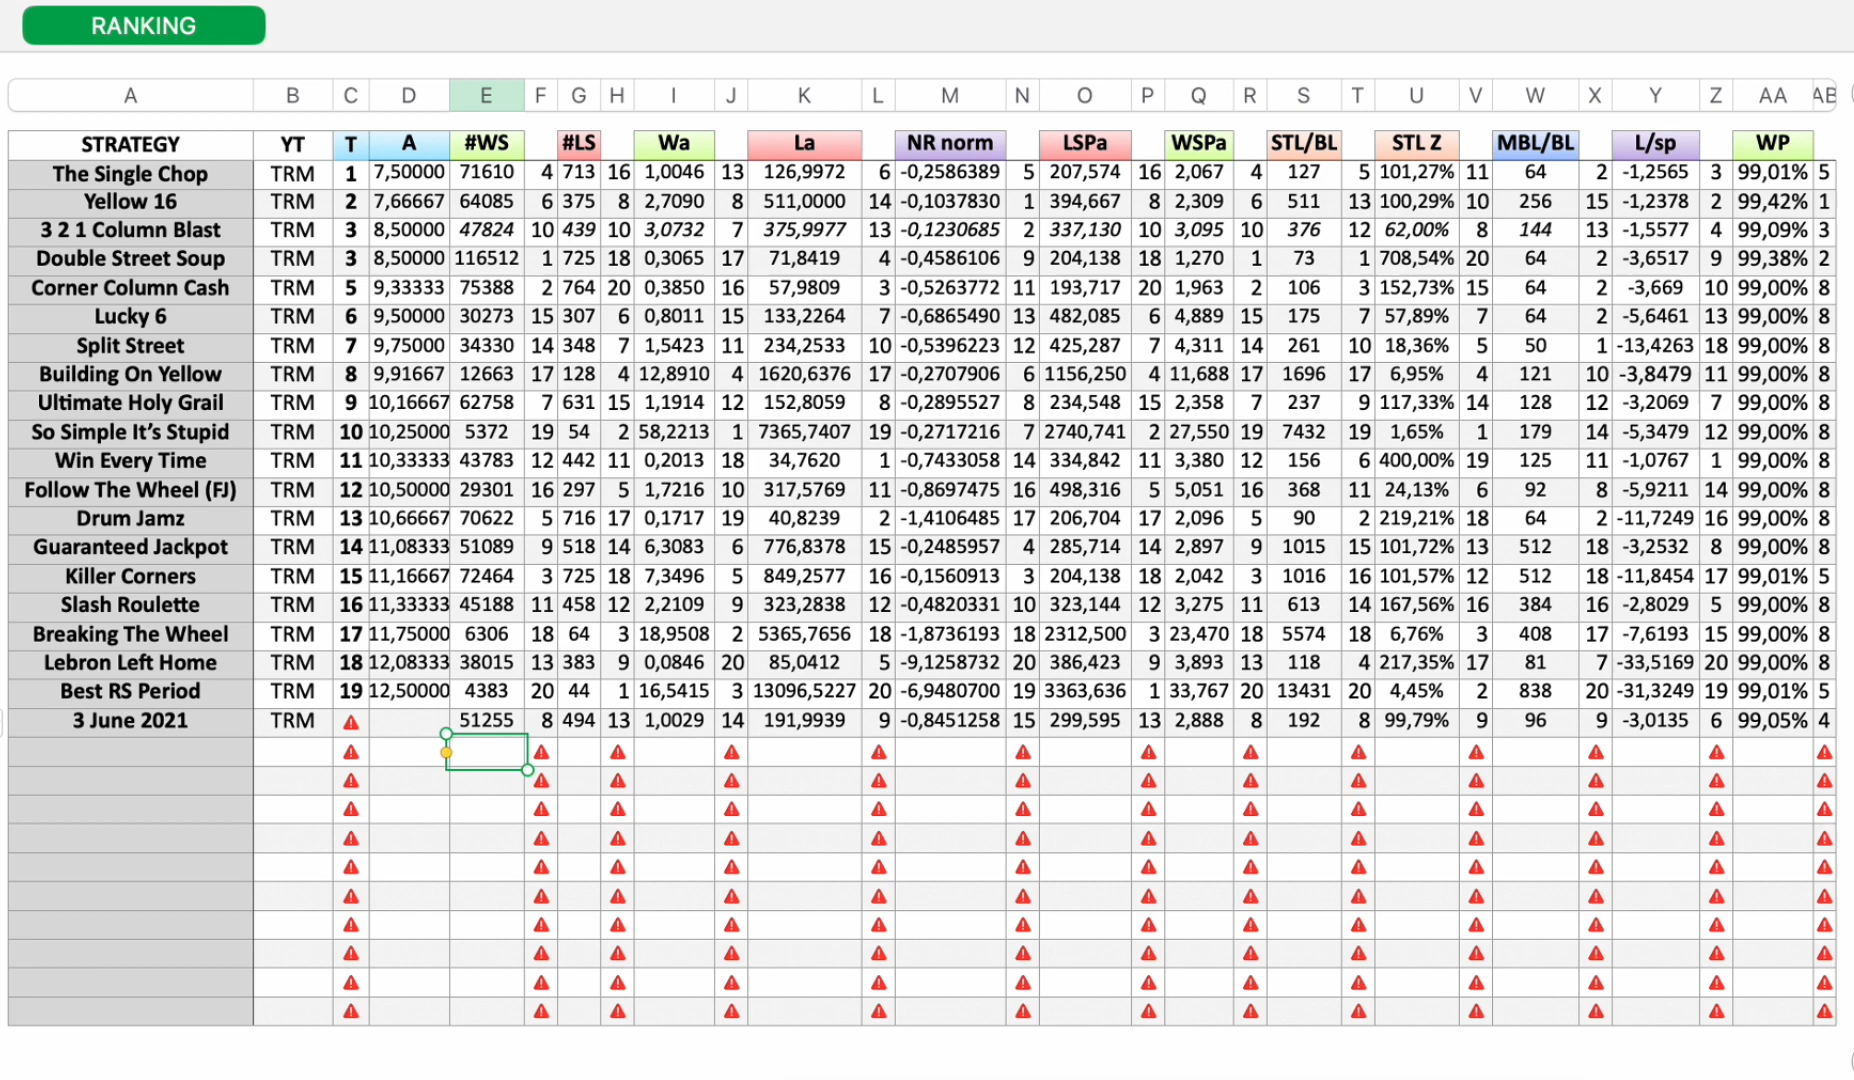 RANKING
A B C D E F G H I J K L M N O P Q R S T U V W X Y Z AA AB
STRATEGY YT T A #WS #LS Wa La NR norm LSPa WSPa STL/BL STL Z MBL/BL L/sp WP
The Single Chop TRM 1 7,50000 71610 4 713 16 1,0046 13 126,9972 6 -0,2586389 5 207,574 16 2,067 4 127 5 101,27% 11 64 2 -1,2565 3 99,01% 5
Yellow 16 TRM 2 7,66667 64085 6 375 8 2,7090 8 511,0000 14 -0,1037830 1 394,667 8 2,309 6 511 13 100,29% 10 256 15 -1,2378 2 99,42% 1
3 2 1 Column Blast TRM 3 8,50000 47824 10 439 10 3,0732 7 375,9977 13 -0,1230685 2 337,130 10 3,095 10 376 12 62,00% 8 144 13 -1,5577 4 99,09% 3
Double Street Soup TRM 3 8,50000 116512 1 725 18 0,3065 17 71,8419 4 -0,4586106 9 204,138 18 1,270 1 73 1 708,54% 20 64 2 -3,6517 9 99,38% 2
Corner Column Cash TRM 5 9,33333 75388 2 764 20 0,3850 16 57,9809 3 -0,5263772 11 193,717 20 1,963 2 106 3 152,73% 15 64 2 -3,669 10 99,00% 8
Lucky 6 TRM 6 9,50000 30273 15 307 6 0,8011 15 133,2264 7 -0,6865490 13 482,085 6 4,889 15 175 7 57,89% 7 64 2 -5,6461 13 99,00% 8
Split Street TRM 7 9,75000 34330 14 348 7 1,5423 11 234,2533 10 -0,5396223 12 425,287 7 4,311 14 261 10 18,36% 5 50 1 -13,4263 18 99,00% 8
Building On Yellow TRM 8 9,91667 12663 17 128 4 12,8910 4 1620,6376 17 -0,2707906 6 1156,250 4 11,688 17 1696 17 6,95% 4 121 10 -3,8479 11 99,00% 8
Ultimate Holy Grail TRM 9 10,16667 62758 7 631 15 1,1914 12 152,8059 8 -0,2895527 8 234,548 15 2,358 7 237 9 117,33% 14 128 12 -3,2069 7 99,00% 8
So Simple It’s Stupid TRM 10 10,25000 5372 19 54 2 58,2213 1 7365,7407 19 -0,2717216 7 2740,741 2 27,550 19 7432 19 1,65% 1 179 14 -5,3479 12 99,00% 8
Win Every Time TRM 11 10,33333 43783 12 442 11 0,2013 18 34,7620 1 -0,7433058 14 334,842 11 3,380 12 156 6 400,00% 19 125 11 -1,0767 1 99,00% 8
Follow The Wheel (FJ) TRM 12 10,50000 29301 16 297 5 1,7216 10 317,5769 11 -0,8697475 16 498,316 5 5,051 16 368 11 24,13% 6 92 8 -5,9211 14 99,00% 8
Drum Jamz TRM 13 10,66667 70622 5 716 17 0,1717 19 40,8239 2 -1,4106485 17 206,704 17 2,096 5 90 2 219,21% 18 64 2 -11,7249 16 99,00% 8
Guaranteed Jackpot TRM 14 11,08333 51089 9 518 14 6,3083 6 776,8378 15 -0,2485957 4 285,714 14 2,897 9 1015 15 101,72% 13 512 18 -3,2532 8 99,00% 8
Killer Corners TRM 15 11,16667 72464 3 725 18 7,3496 5 849,2577 16 -0,1560913 3 204,138 18 2,042 3 1016 16 101,57% 12 512 18 -11,8454 17 99,01% 5
Slash Roulette TRM 16 11,33333 45188 11 458 12 2,2109 9 323,2838 12 -0,4820331 10 323,144 12 3,275 11 613 14 167,56% 16 384 16 -2,8029 5 99,00% 8
Breaking The Wheel TRM 17 11,75000 6306 18 64 3 18,9508 2 5365,7656 18 -1,8736193 18 2312,500 3 23,470 18 5574 18 6,76% 3 408 17 -7,6193 15 99,00% 8
Lebron Left Home TRM 18 12,08333 38015 13 383 9 0,0846 20 85,0412 5 -9,1258732 20 386,423 9 3,893 13 118 4 217,35% 17 81 7 -33,5169 20 99,00% 8
Best RS Period TRM 19 12,50000 4383 20 44 1 16,5415 3 13096,5227 20 -6,9480700 19 3363,636 1 33,767 20 13431 20 4,45% 2 838 20 -31,3249 19 99,01% 5
3 June 2021 TRM 51255 8 494 13 1,0029 14 191,9939 9 -0,8451258 15 299,595 13 2,888 8 192 8 99,79% 9 96 9 -3,0135 6 99,05% 4